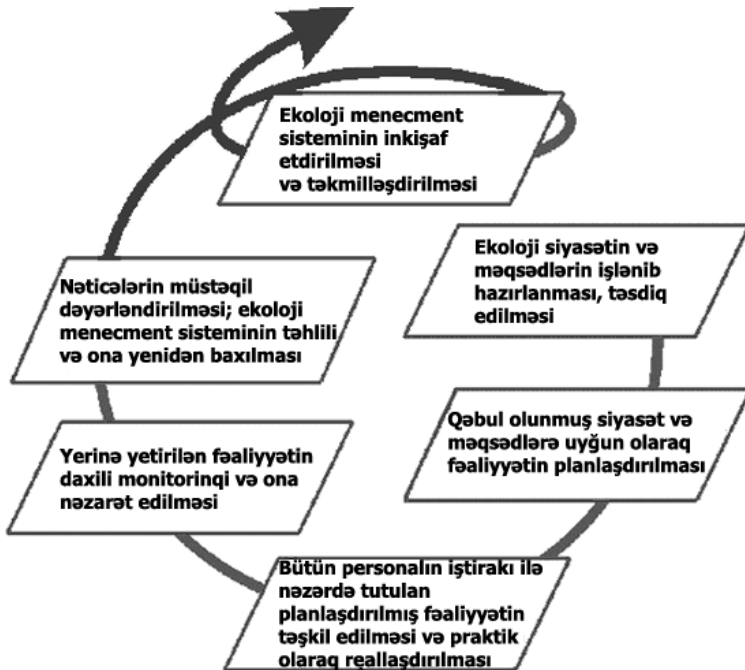 Ekoloji menecment
sisteminin inkişaf
etdirilməsi
və təkmilləşdirilməsi
Ekoloji siyasətin və
məqsədlərin işlənib
hazırlanması, təsdiq
edilməsi
Qəbul olunmuş siyasət və
məqsədlərə uyğun olaraq
fəaliyyətin planlaşdırılması
Bütün personalın iştirakı ilə
nəzərdə tutulan
planlaşdırılmış fəaliyyətin
təşkil edilməsi və praktik
olaraq reallaşdırılması
Yerinə yetirilən fəaliyyətin
daxili monitorinqi və ona
nəzarət edilməsi
Nəticələrin müstəqil
dəyərləndirilməsi; ekoloji
menecment sisteminin təhlili
və ona yenidən baxılması